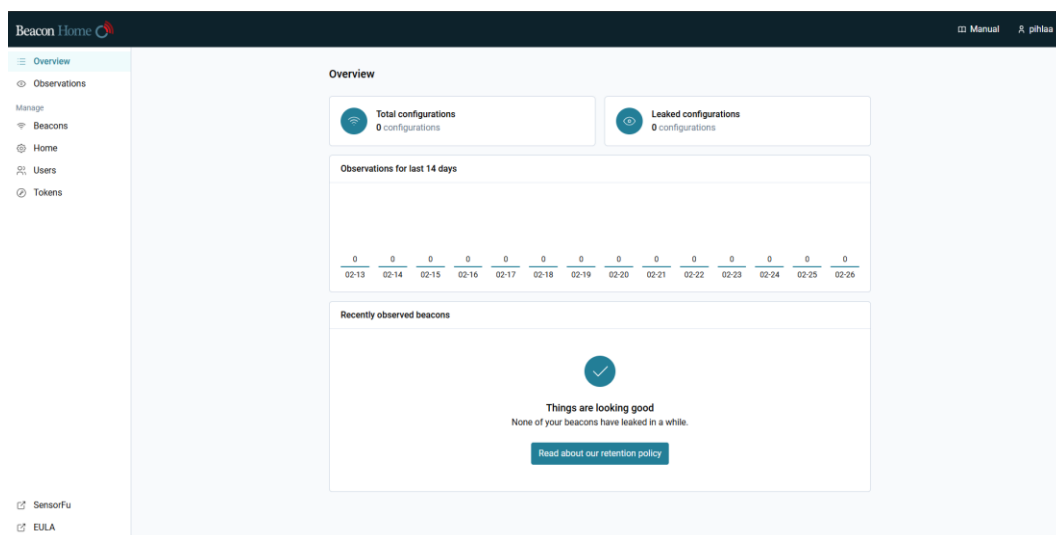 Beacon Home
Manual
pihlaa
Overview
Observations
Manage
Beacons
Home
Users
Tokens
SensorFu
EULA
Overview
Total configurations
0 configurations
Leaked configurations
0 configurations
Observations for last 14 days
0 0 0 0 0 0 0 0 0 0 0 0 0 0
02-13 02-14 02-15 02-16 02-17 02-18 02-19 02-20 02-21 02-22 02-23 02-24 02-25 02-26
Recently observed beacons
Things are looking good
None of your beacons have leaked in a while.
Read about our retention policy